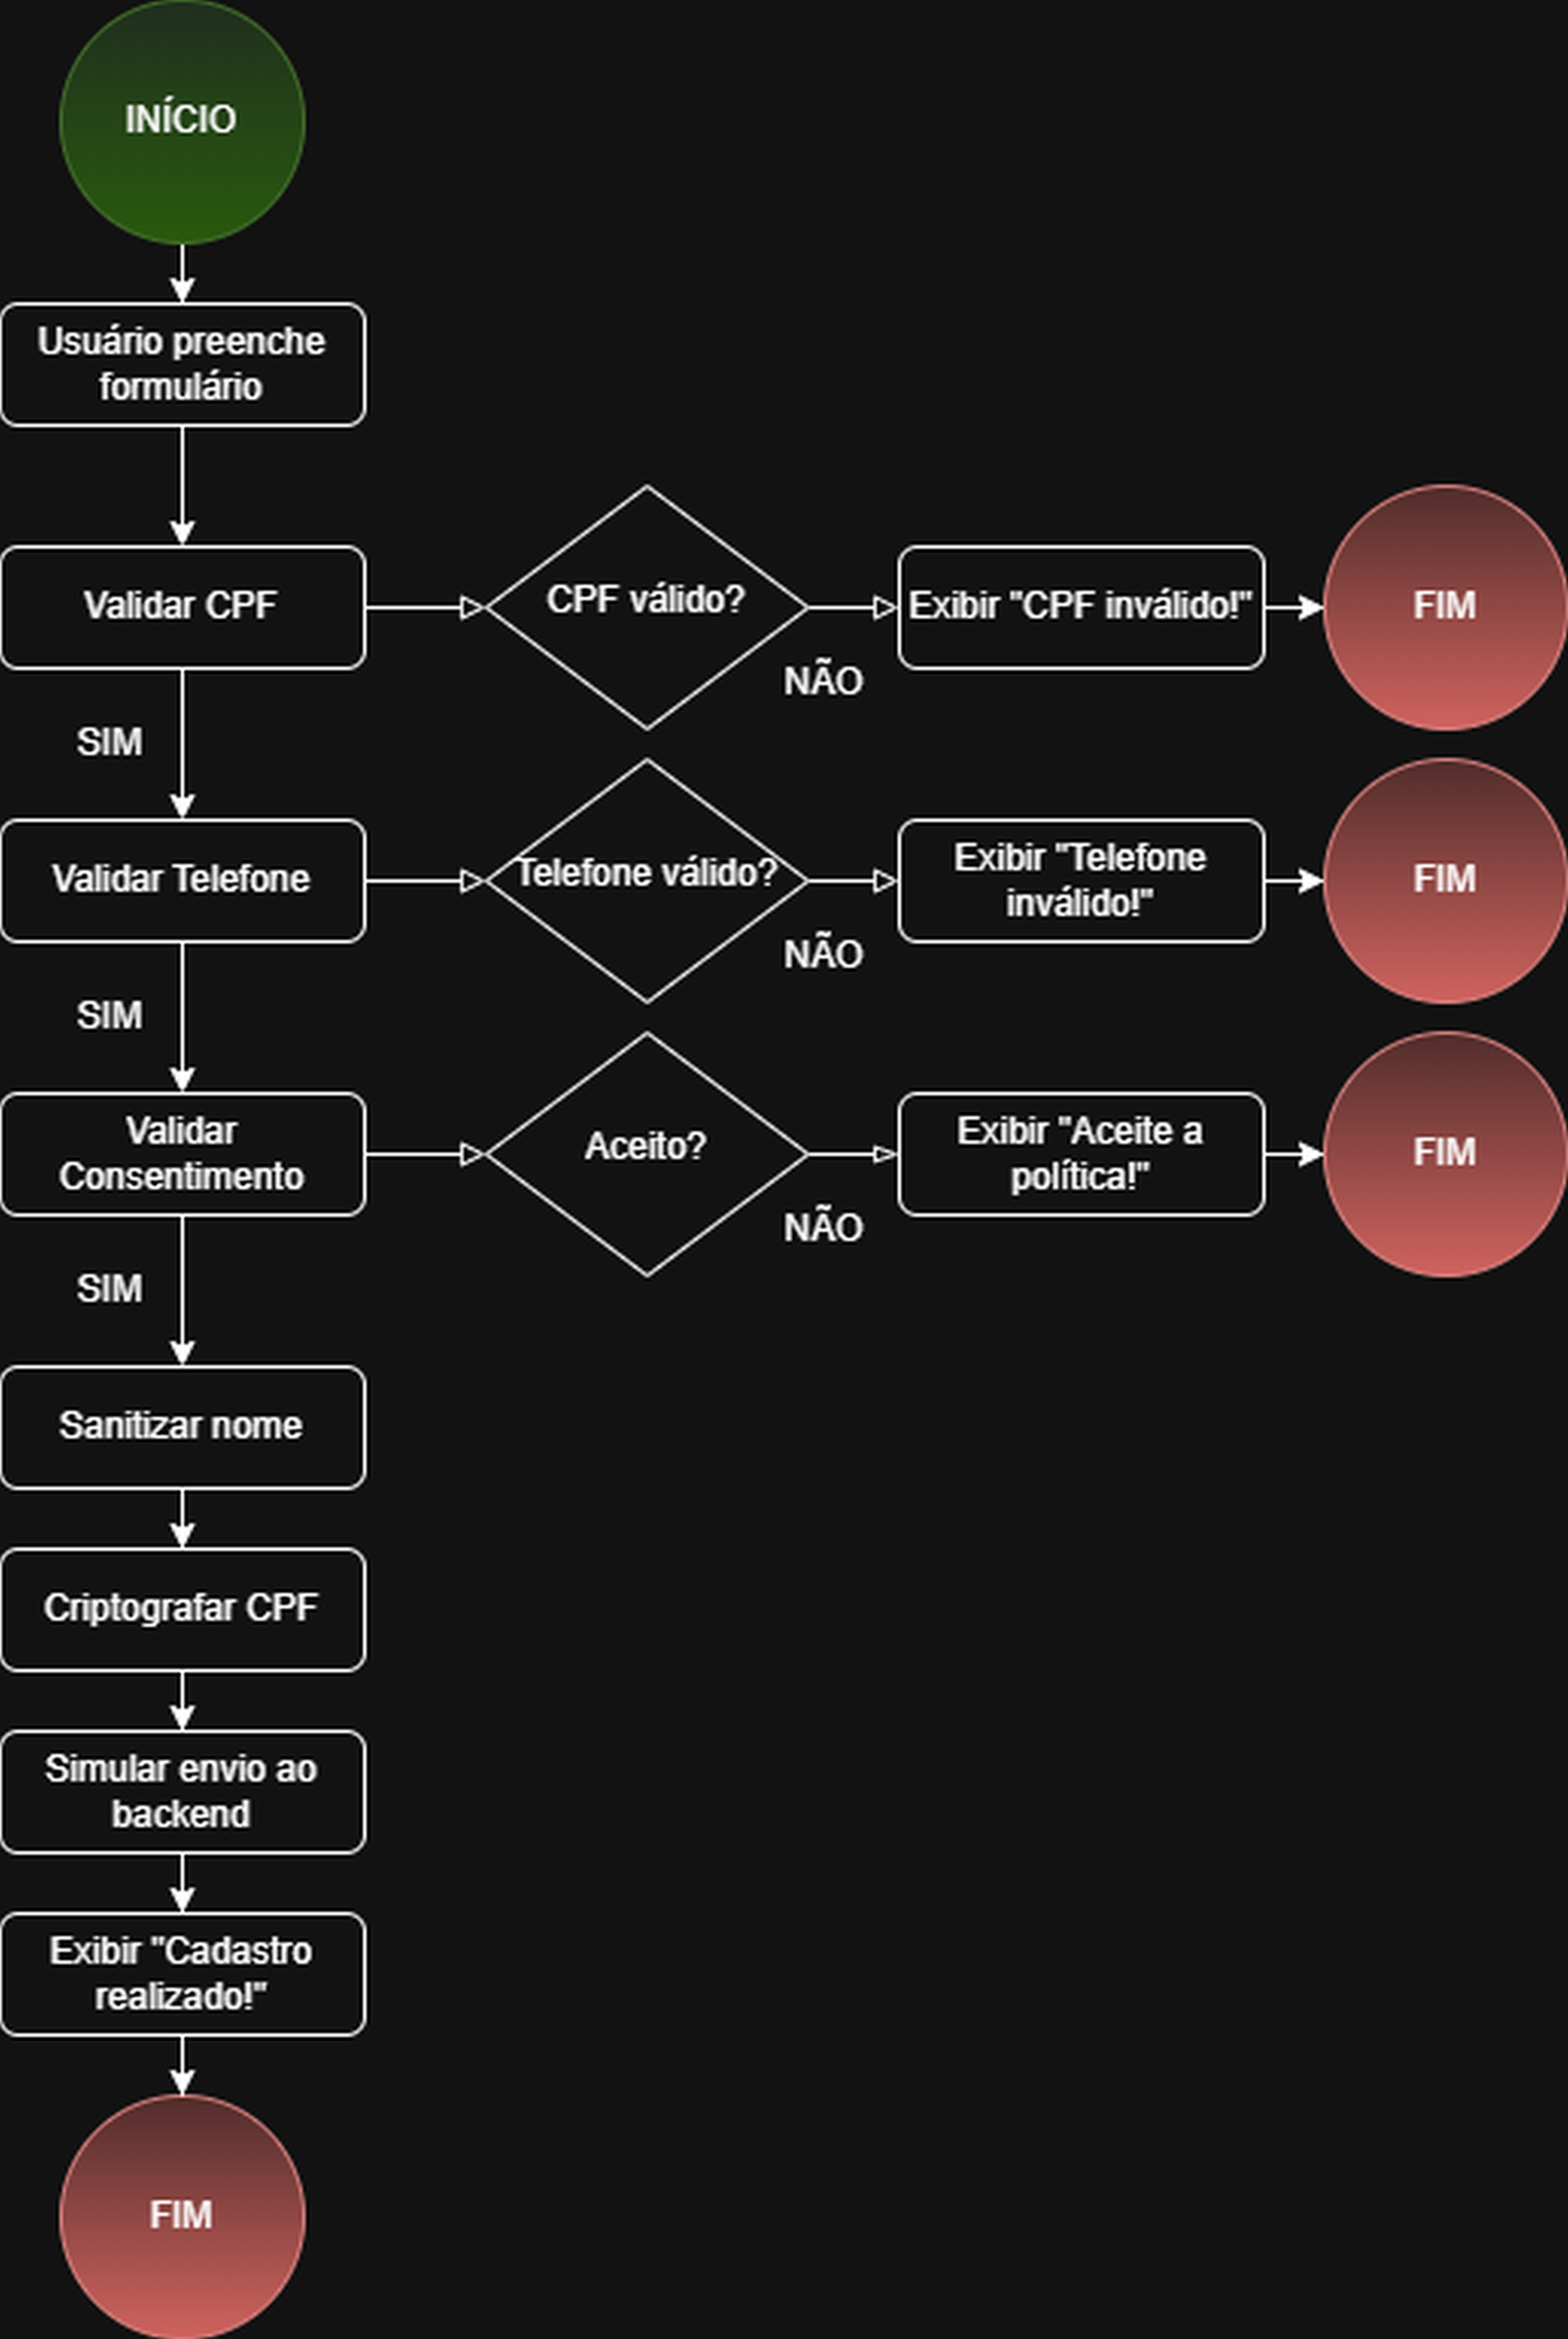 INÍCIO
Usuário preenche
formulário
Validar CPF
CPF válido?
NÃO
Exibir "CPF inválido!"
FIM
SIM
Validar Telefone
Telefone válido?
NÃO
Exibir "Telefone
inválido!"
FIM
SIM
Validar
Consentimento
Aceito?
NÃO
Exibir "Aceite a
política!"
FIM
SIM
Sanitizar nome
Criptografar CPF
Simular envio ao
backend
Exibir "Cadastro
realizado!"
FIM